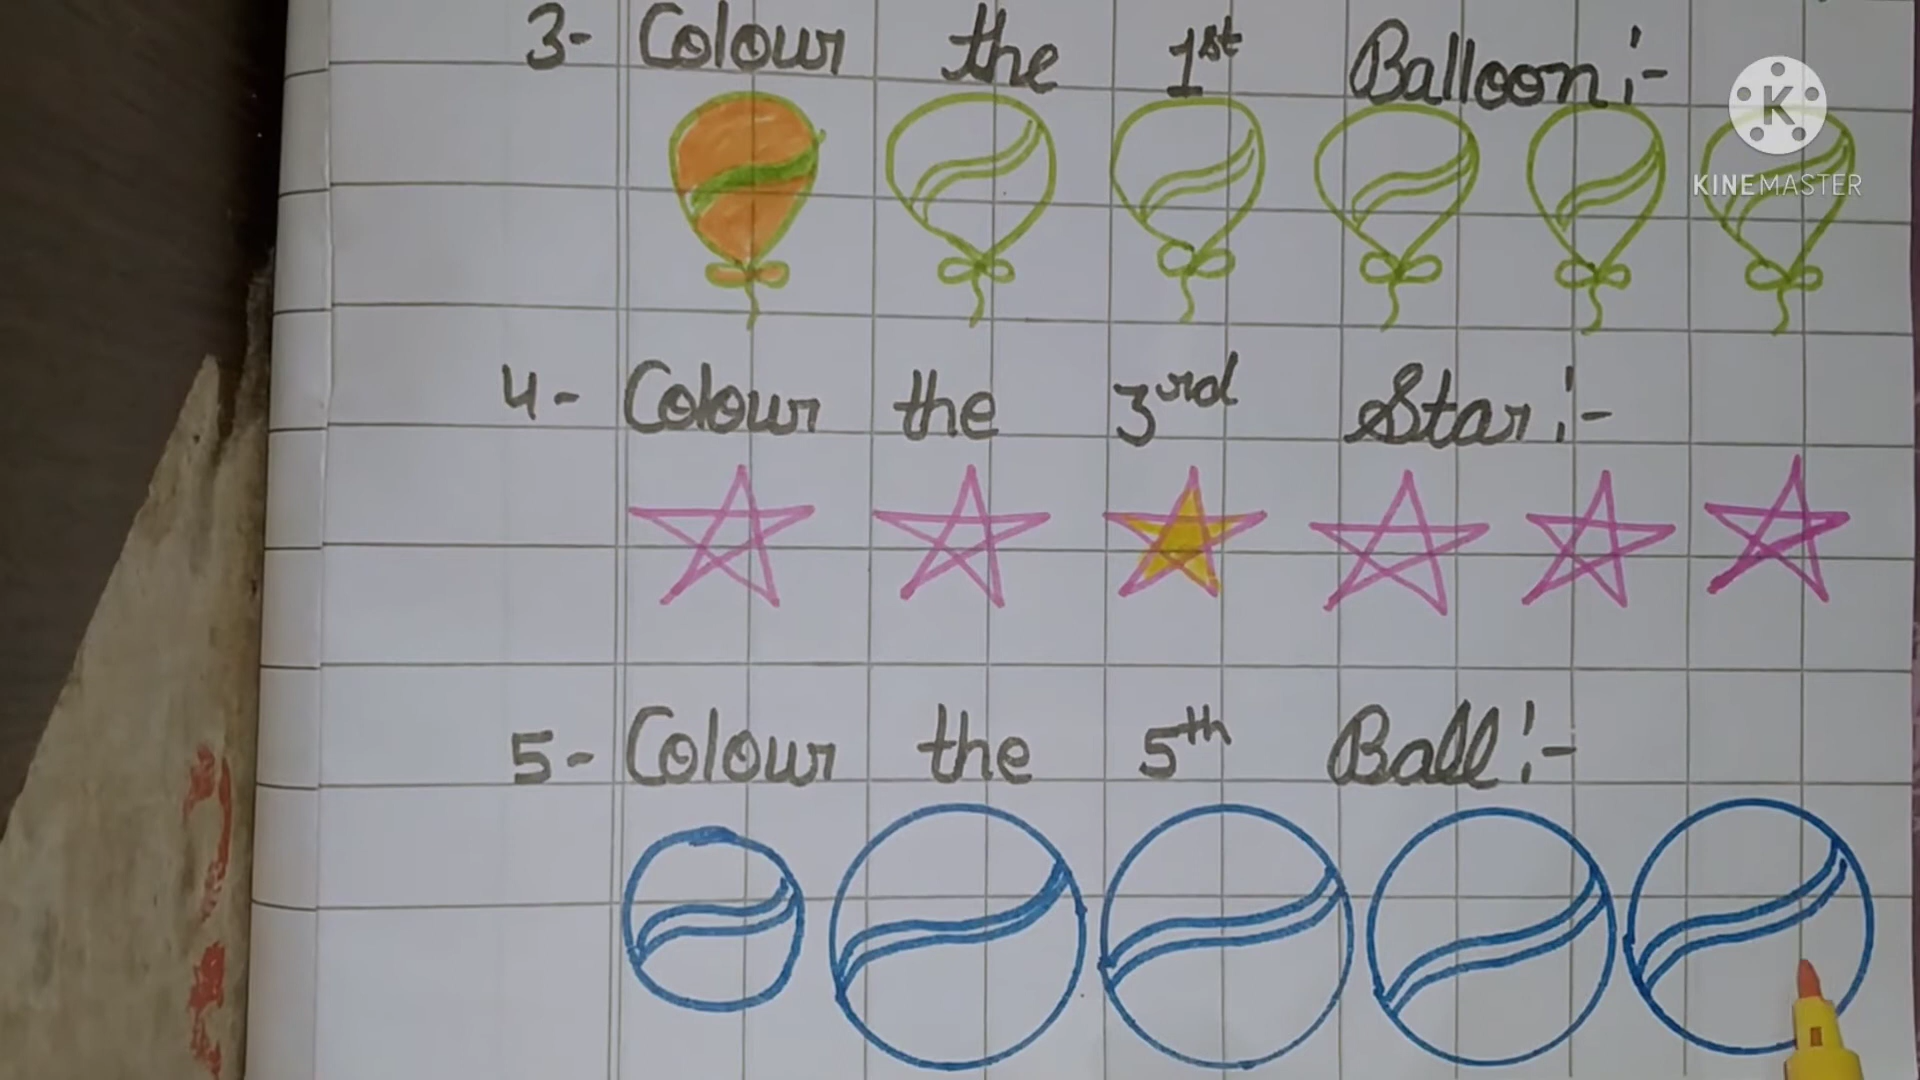 3- Colour the 1st Balloon :-
K
KINEMASTER
4- Colour the 3rd Star :-
5- Colour the 5th Ball :-